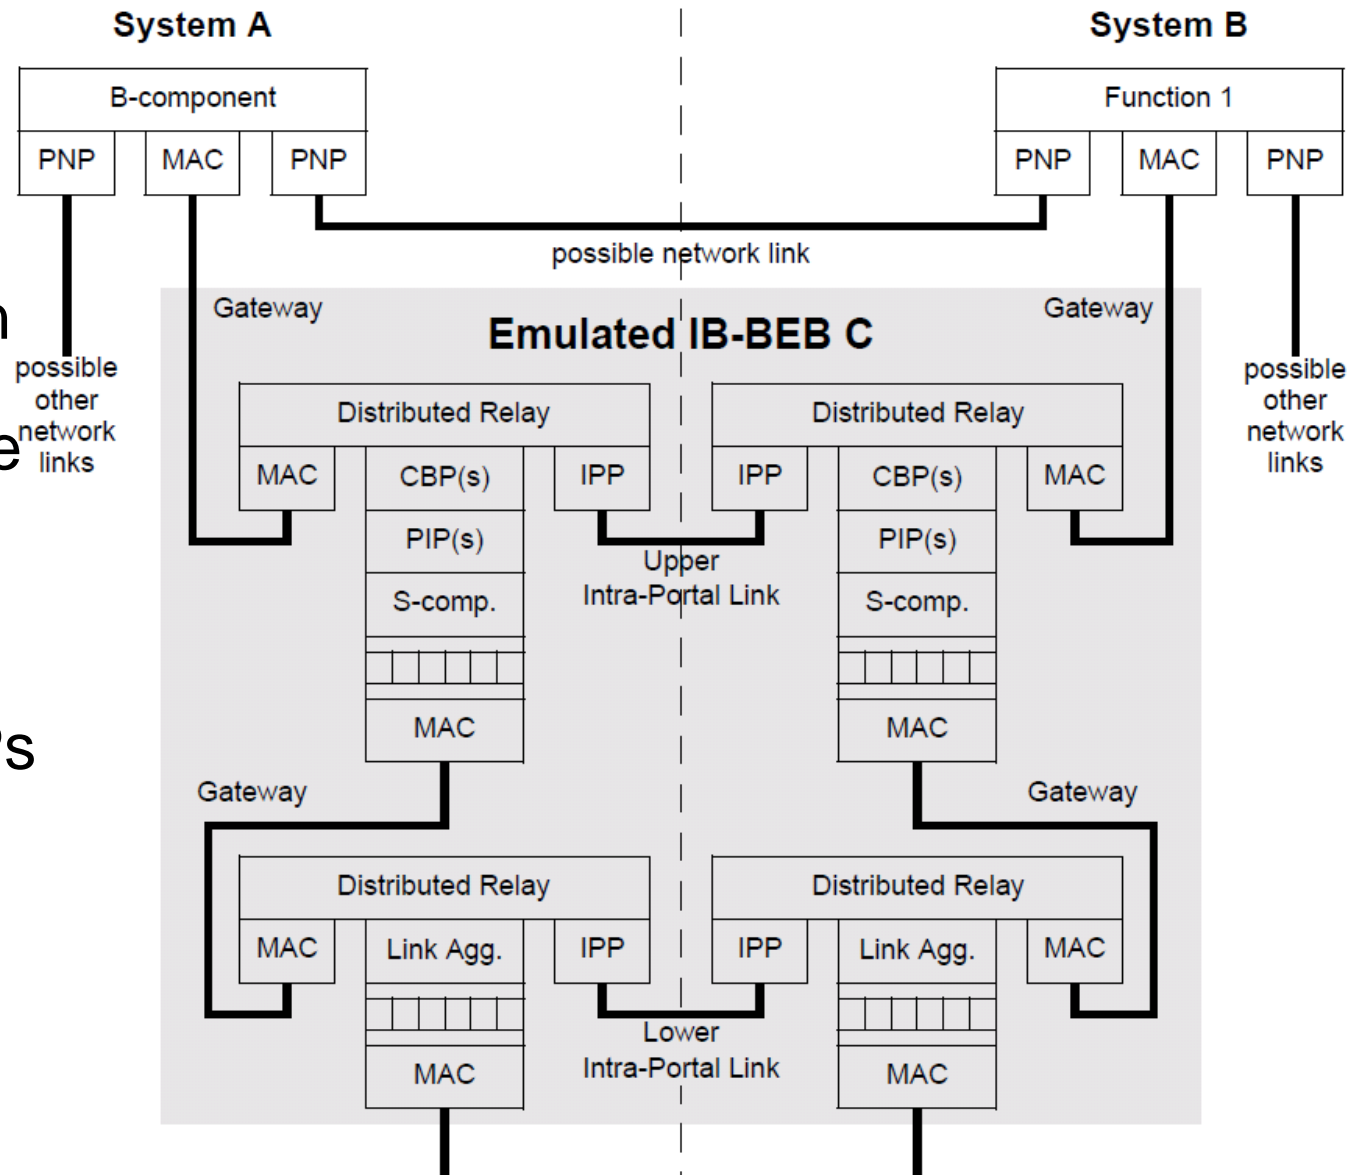 System A
System B
B-component
Function 1
PNP
MAC
PNP
PNP
MAC
PNP
possible network link
Gateway
Gateway
Emulated IB-BEB C
n
possible
other
network
links
e
possible
other
network
links
Distributed Relay
Distributed Relay
MAC
CBP(s)
IPP
IPP
CBP(s)
MAC
PIP(s)
PIP(s)
Upper
Intra-Portal Link
S-comp.
S-comp.
MAC
MAC
Ps
Gateway
Gateway
Distributed Relay
Distributed Relay
MAC
Link Agg.
IPP
IPP
Link Agg.
MAC
Lower
Intra-Portal Link
MAC
MAC